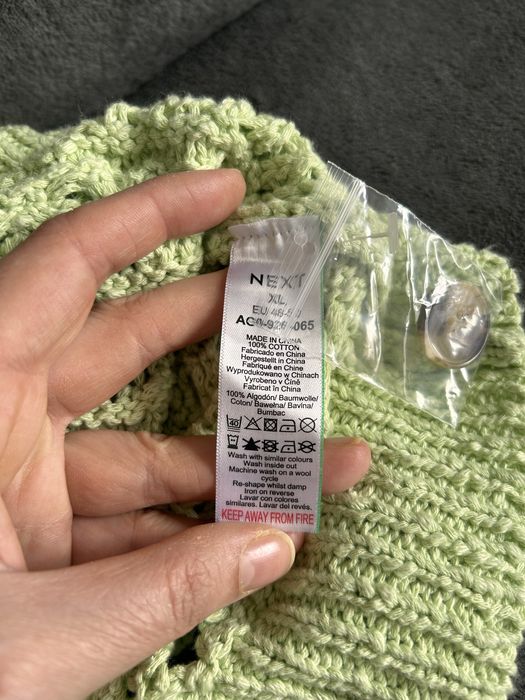 NEXT
XL
MADE IN CHINA
100% COTTON
Fabricado en China
Hergestellt in China
Fabriqué en Chine
Wyprodukowano w Chinach
Vyrobeno v Číně
Fabricat în China
100% Algodón/ Baumwolle/
Coton/ Bawełna/ Bavlna/
Bumbac
40
Wash with similar colours
Wash inside out
Machine wash on a wool
cycle
Re-shape whilst damp
Iron on reverse
Lavar con colores
similares. Lavar del revés.
KEEP AWAY FROM FIRE